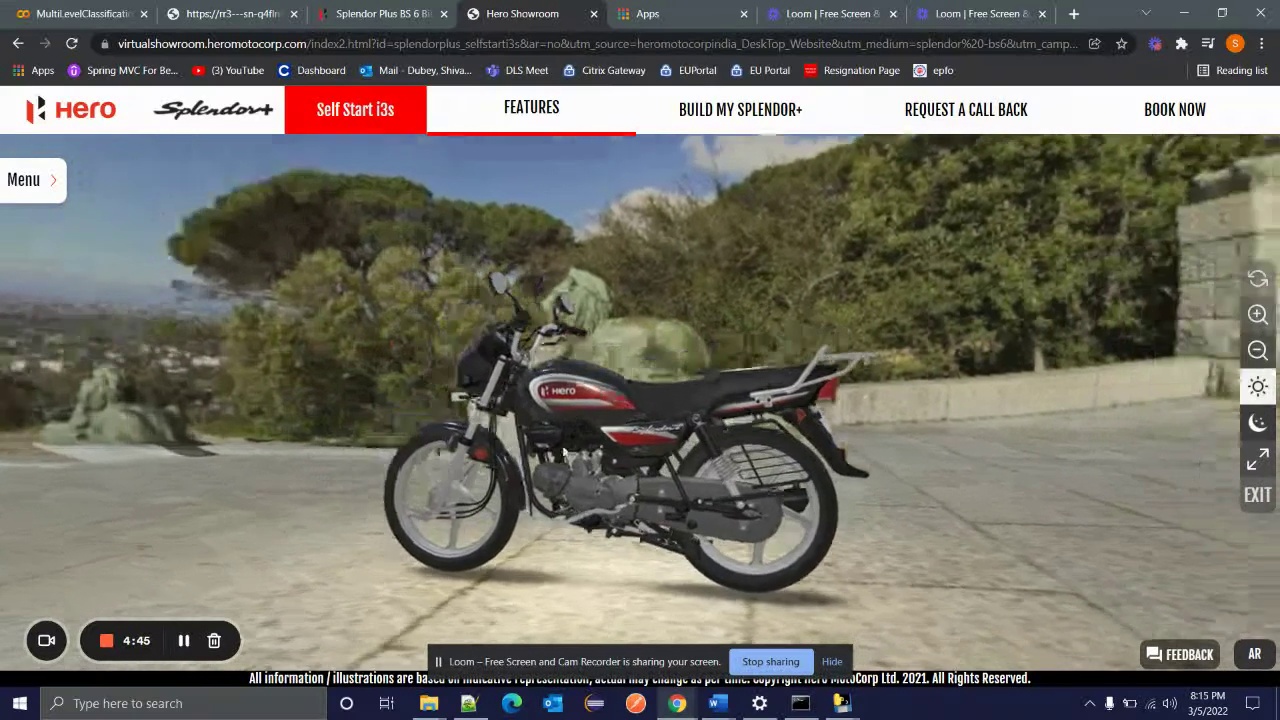 MultiLevelClassificati
https://rr3---sn-q4fln
Splendor Plus BS 6 Bi
Hero Showroom
Apps
Loom | Free Screen &
Loom | Free Screen &
virtualshowroom.heromotocorp.com/index2.html?id=splendorplus_selfstarti3s&at=no&utm_source=heromotocorpindia_DeskTop_Website&utm_medium=splendor%20-bs6&utm_camp...
Apps
Spring MVC For Be...
(3) YouTube
Dashboard
Mail - Dubey, Shiva...
DLS Meet
Citrix Gateway
EUPortal
EU Portal
Resignation Page
epfo
Reading list
Hero
Splendor+
Self Start i3s
FEATURES
BUILD MY SPLENDOR+
REQUEST A CALL BACK
BOOK NOW
Menu
Hero
EXIT
4:45
Loom – Free Screen and Cam Recorder is sharing your screen.
Stop sharing
Hide
FEEDBACK
AR
All information / illustrations are based on indicative representation, actual may change as per time. Copyright Hero MotoCorp Ltd. 2021. All Rights Reserved.
Type here to search
8:15 PM
3/5/2022